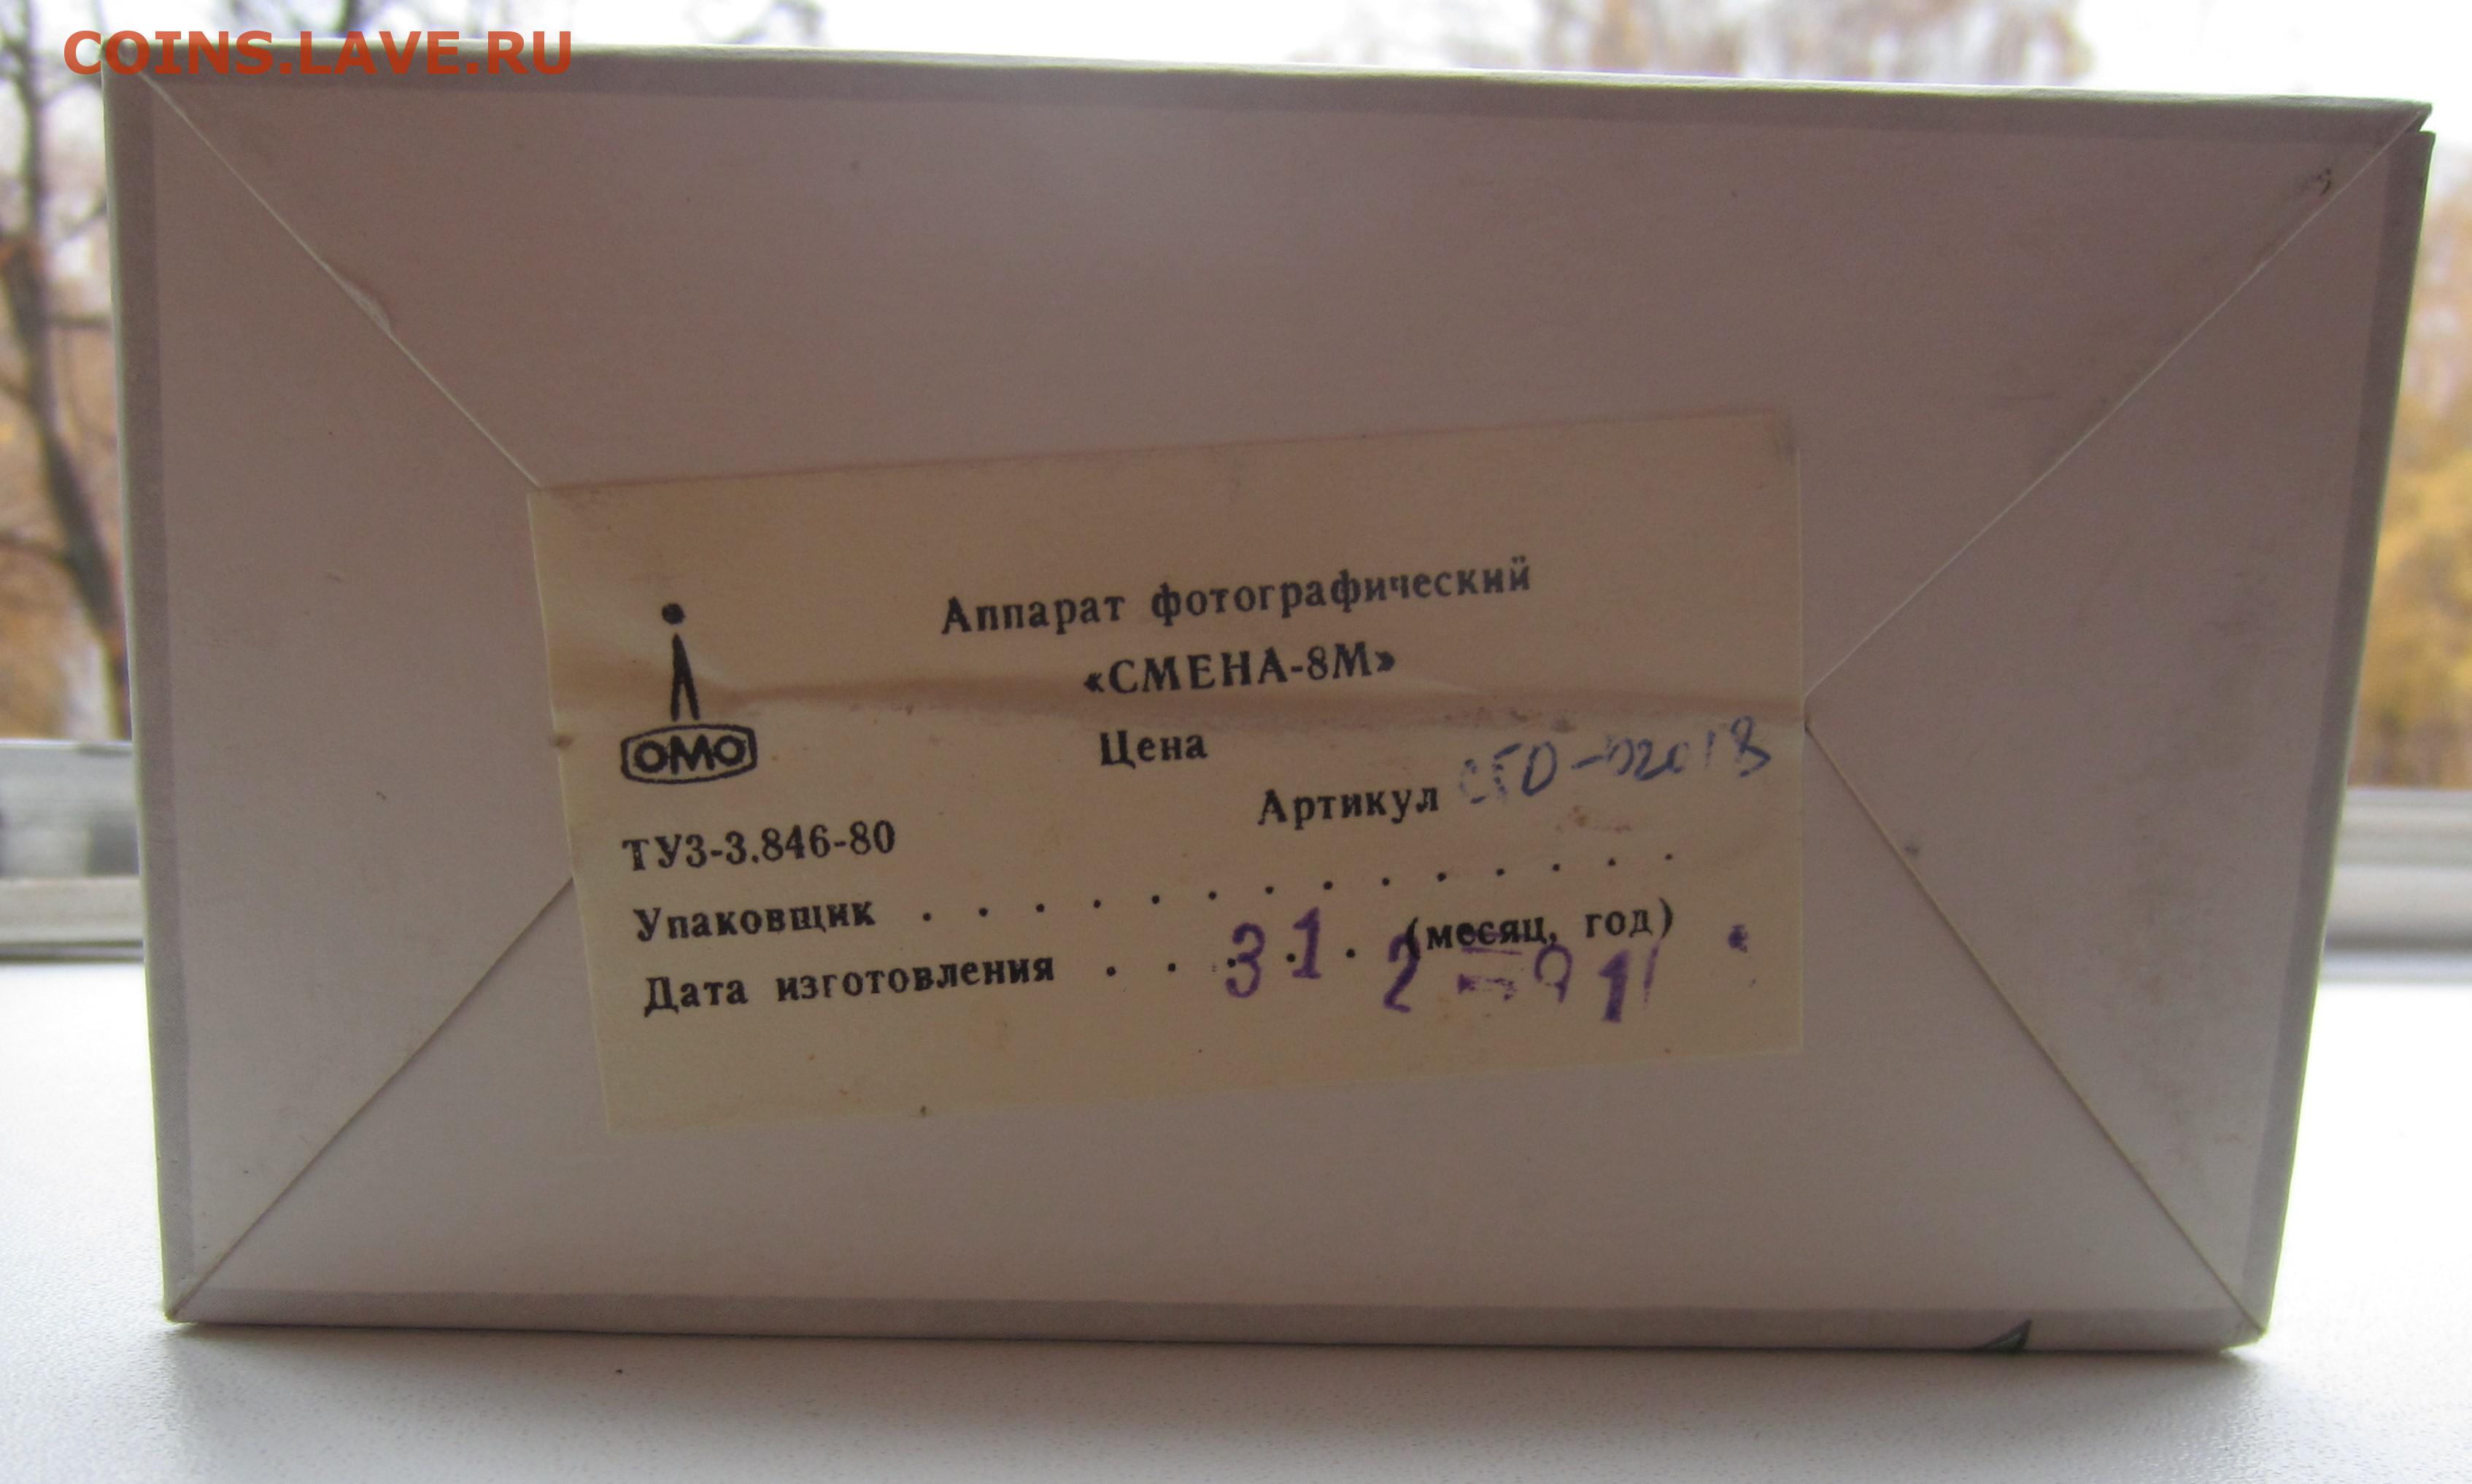 COINS.LAVE.RU
Аппарат фотографический
«СМЕНА-8М»
ОМО
Цена
Артикул
ТУ3-3.846-80
Упаковщик . . . . . . . . . . . . . .
Дата изготовления . . . . . (месяц, год)
31 2 91